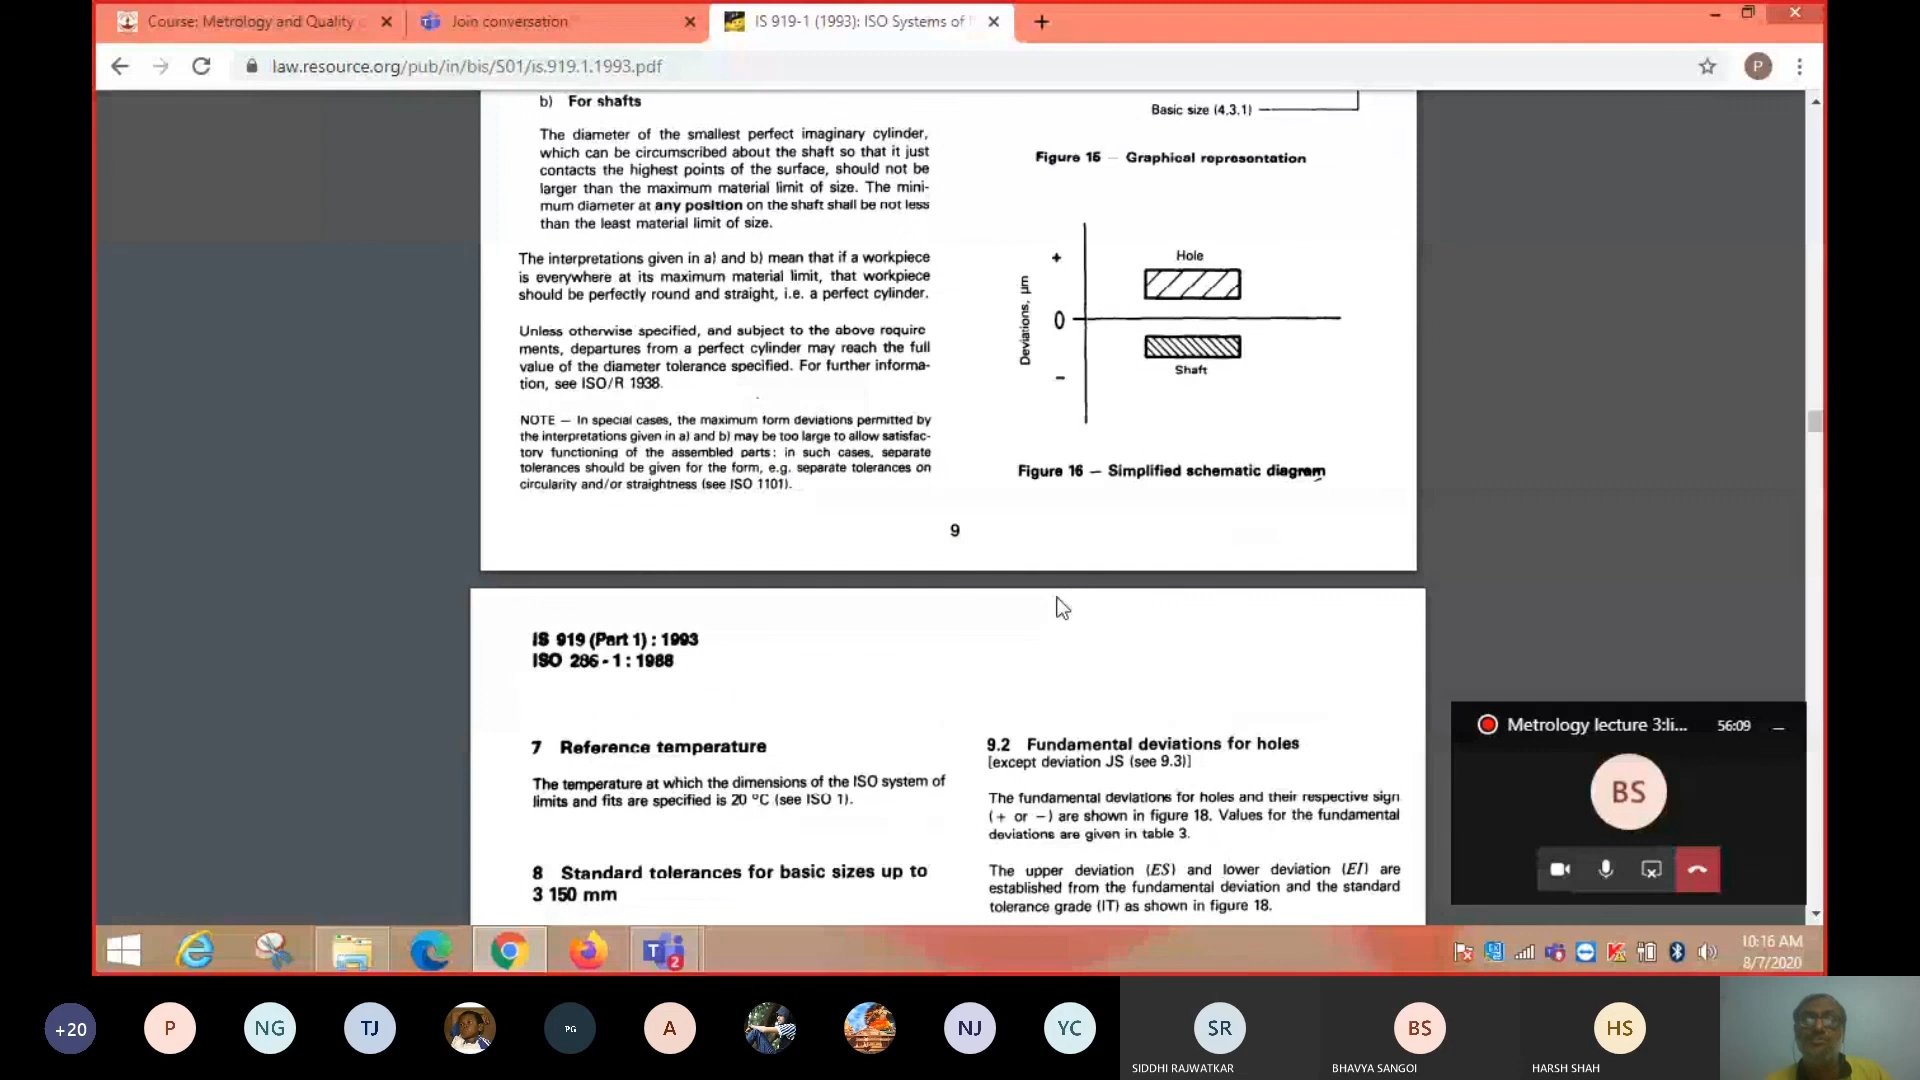 Course: Metrology and Quality
Join conversation
IS 919-1 (1993): ISO Systems of
law.resource.org/pub/in/bis/S01/is.919.1.1993.pdf
P
b) For shafts
The diameter of the smallest perfect imaginary cylinder,
which can be circumscribed about the shaft so that it just
contacts the highest points of the surface, should not be
larger than the maximum material limit of size. The mini-
mum diameter at any position on the shaft shall be not less
than the least material limit of size.
The interpretations given in a) and b) mean that if a workpiece
is everywhere at its maximum material limit, that workpiece
should be perfectly round and straight, i.e. a perfect cylinder.
Unless otherwise specified, and subject to the above require
ments, departures from a perfect cylinder may reach the full
value of the diameter tolerance specified. For further informa-
tion, see ISO/R 1938.
NOTE — In special cases, the maximum form deviations permitted by
the interpretations given in a) and b) may be too large to allow satisfac-
tory functioning of the assembled parts: in such cases, separate
tolerances should be given for the form, e.g. separate tolerances on
circularity and/or straightness (see ISO 1101).
Basic size (4.3.1)
Figure 15 — Graphical representation
Hole
+
Deviations, µm
0
Shaft
−
Figure 16 — Simplified schematic diagram
9
IS 919 (Part 1) : 1993
ISO 286-1 : 1988
7 Reference temperature
The temperature at which the dimensions of the ISO system of
limits and fits are specified is 20 °C (see ISO 1).
8 Standard tolerances for basic sizes up to
3 150 mm
9.2 Fundamental deviations for holes
[except deviation JS (see 9.3)]
The fundamental deviations for holes and their respective sign
(+ or −) are shown in figure 18. Values for the fundamental
deviations are given in table 3.
The upper deviation (ES) and lower deviation (EI) are
established from the fundamental deviation and the standard
tolerance grade (IT) as shown in figure 18.
Metrology lecture 3:li... 56:09
BS
2
10:16 AM
8/7/2020
+20
P
NG
TJ
PG
A
NJ
YC
SR
BS
HS
SIDDHI RAJWATKAR
BHAVYA SANGOI
HARSH SHAH